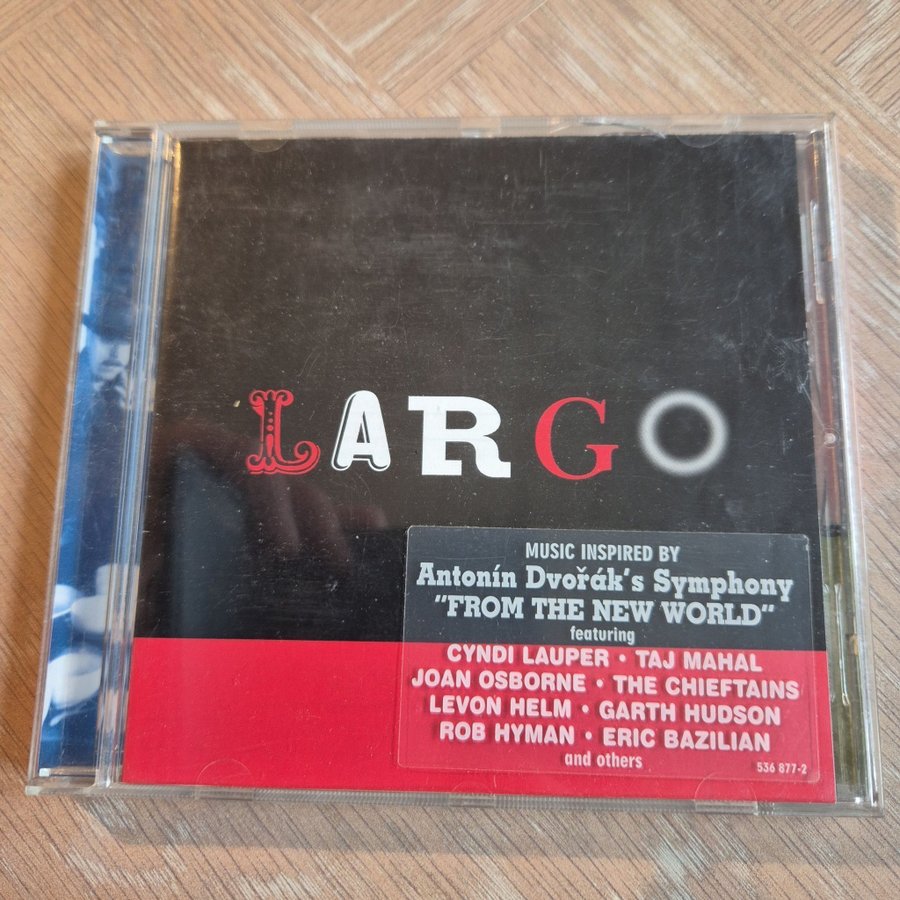 LARGO
MUSIC INSPIRED BY
Antonín Dvořák's Symphony
"FROM THE NEW WORLD"
featuring
CYNDI LAUPER • TAJ MAHAL
JOAN OSBORNE • THE CHIEFTAINS
LEVON HELM • GARTH HUDSON
ROB HYMAN • ERIC BAZILIAN
and others
536 877-2